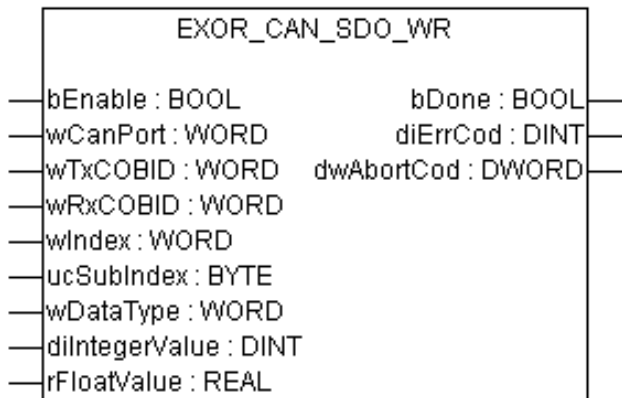 EXOR_CAN_SDO_WR
bEnable : BOOL bDone : BOOL
wCanPort : WORD diErrCod : DINT
wTxCOBID : WORD dwAbortCod : DWORD
wRxCOBID : WORD
wIndex : WORD
ucSubIndex : BYTE
wDataType : WORD
diIntegerValue : DINT
rFloatValue : REAL